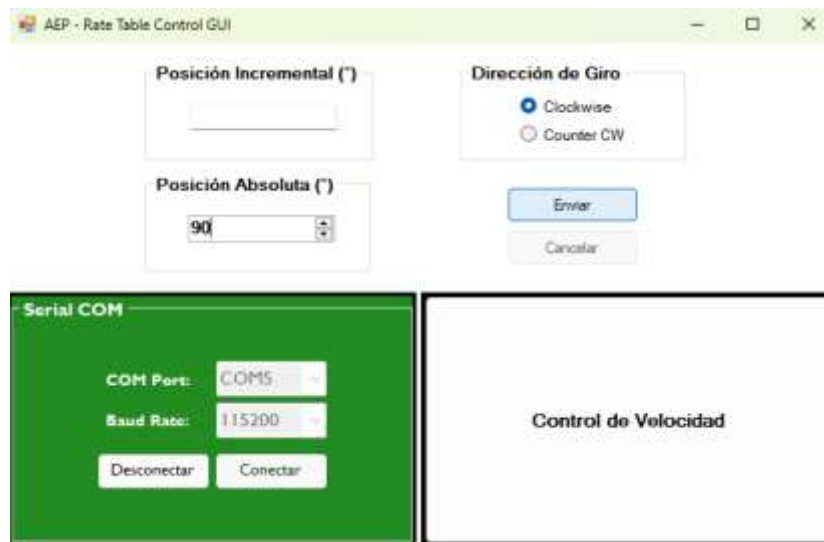 AEP - Rate Table Control GUI
Posición Incremental (°)
Dirección de Giro
Clockwise
Counter CW
Posición Absoluta (°)
90
Enviar
Cancelar
Serial COM
COM Port: COM5
Baud Rate: 115200
Desconectar Conectar
Control de Velocidad